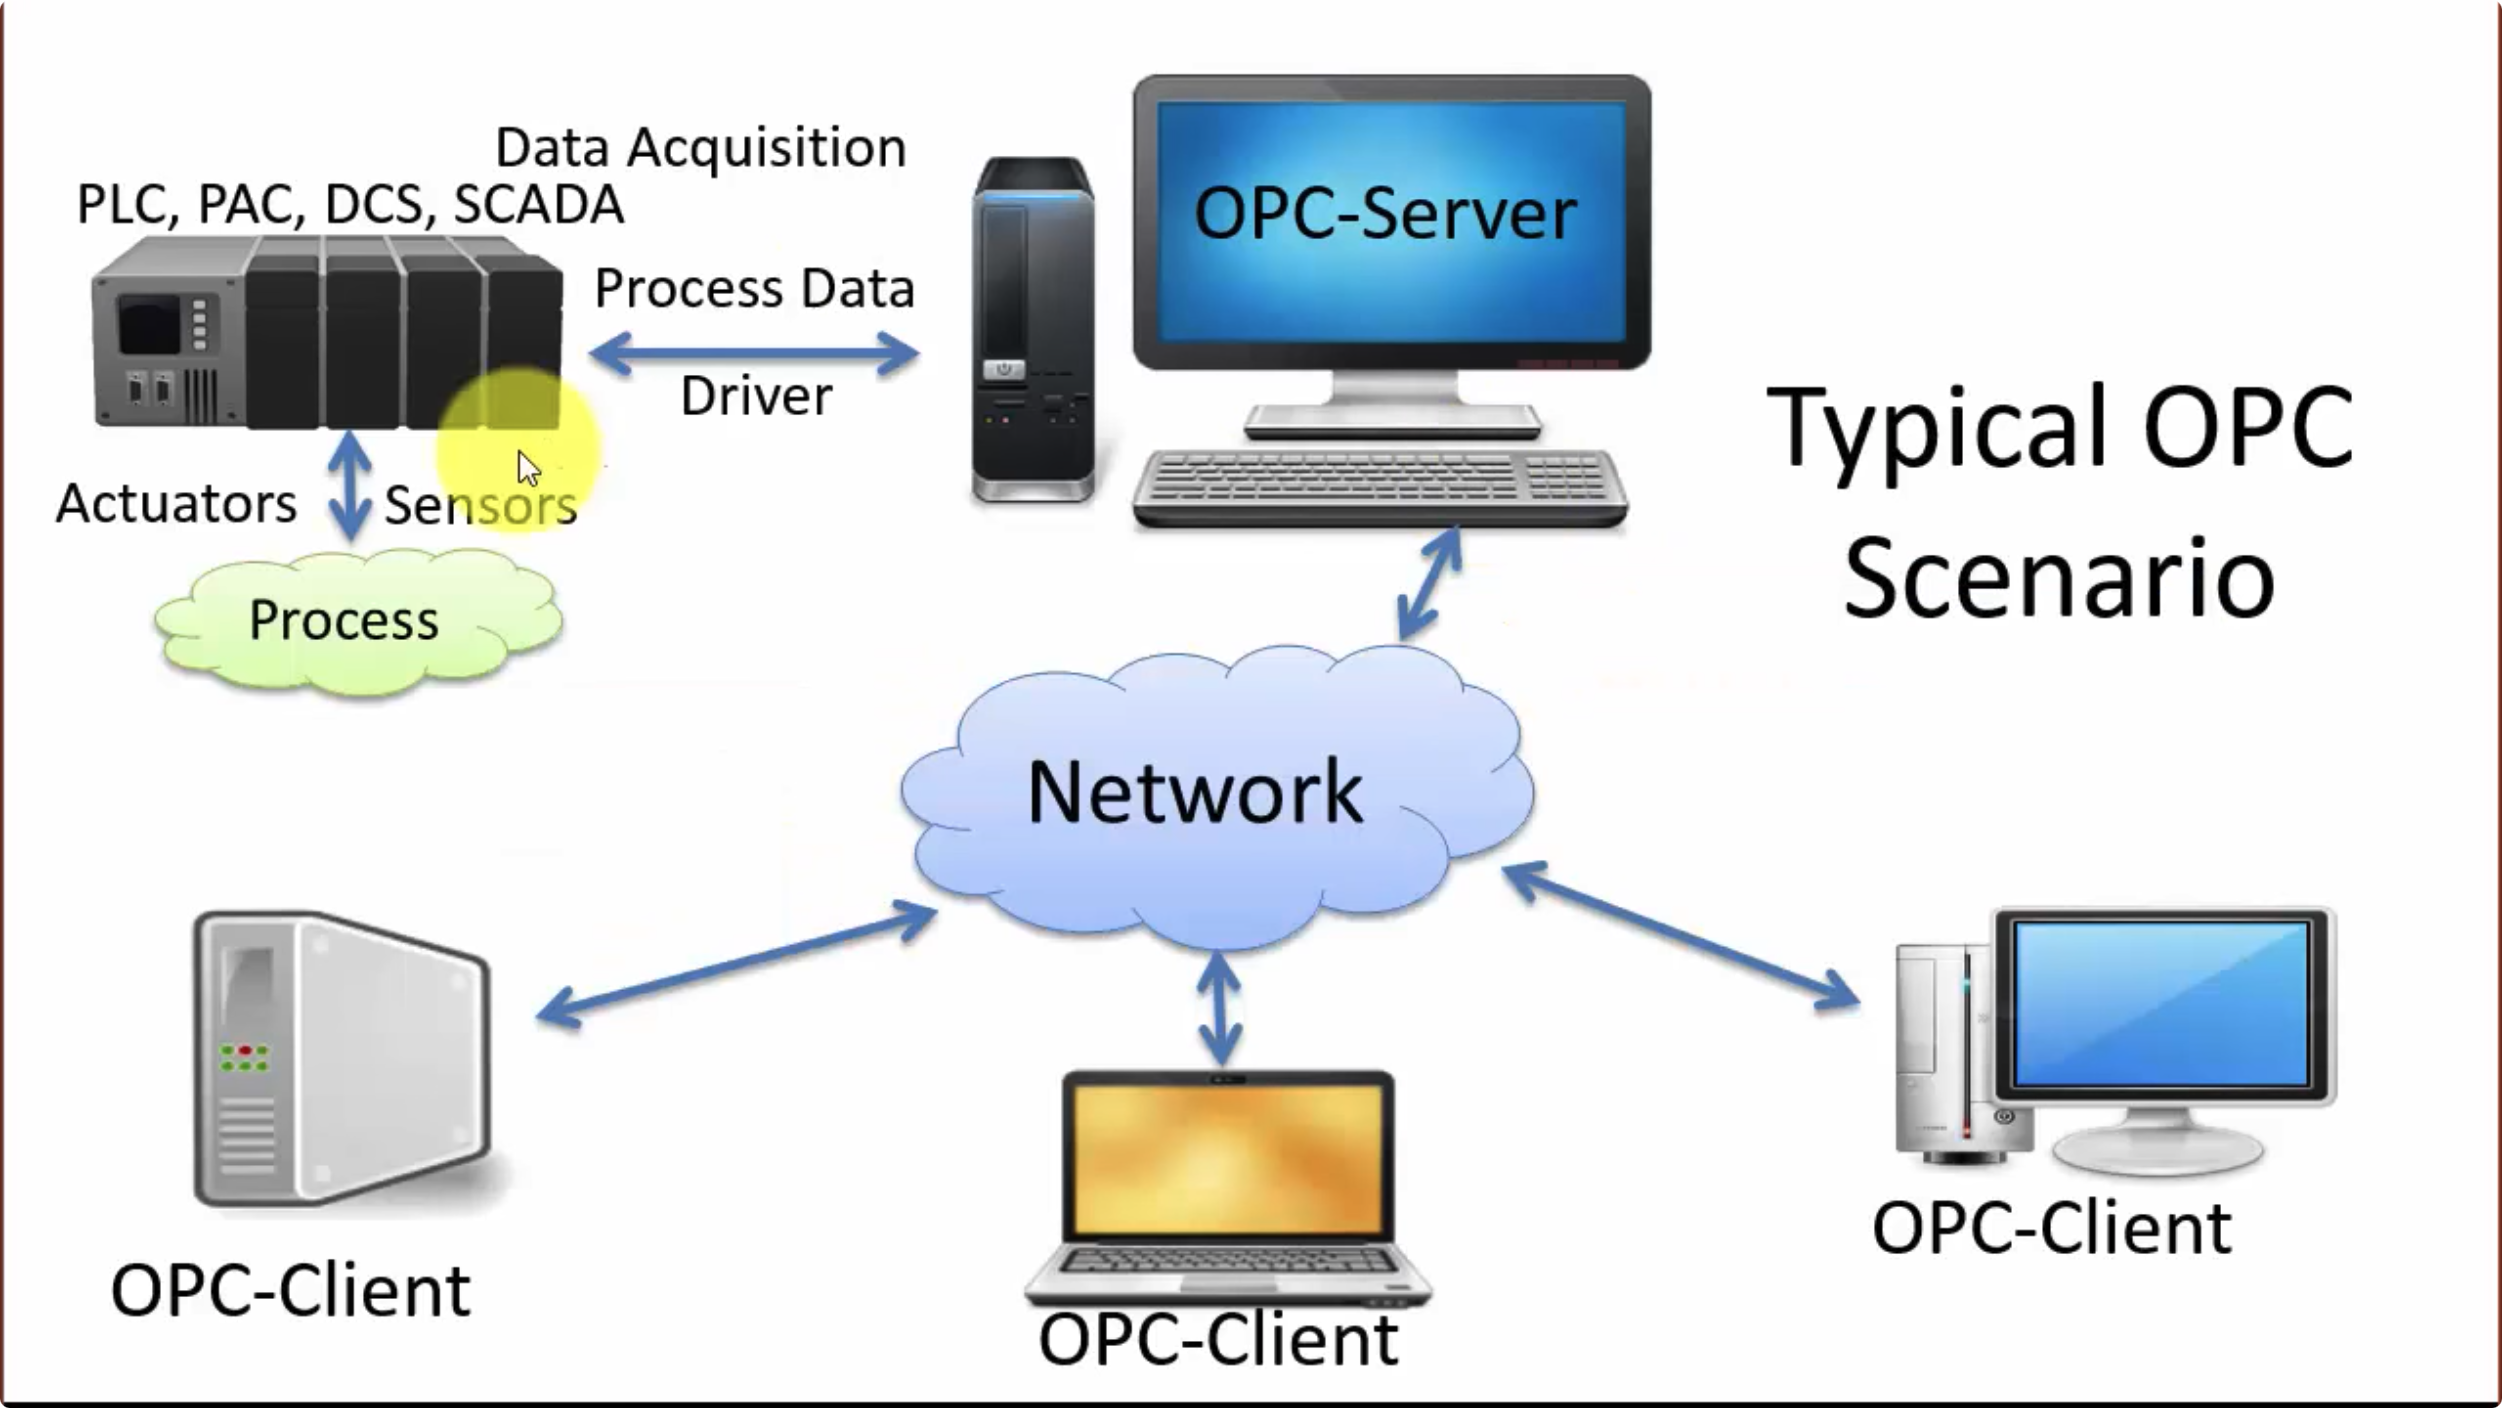 Data Acquisition
PLC, PAC, DCS, SCADA
OPC-Server
Process Data
Driver
Typical OPC
Scenario
Actuators
Sensors
Process
Network
OPC-Client
OPC-Client
OPC-Client